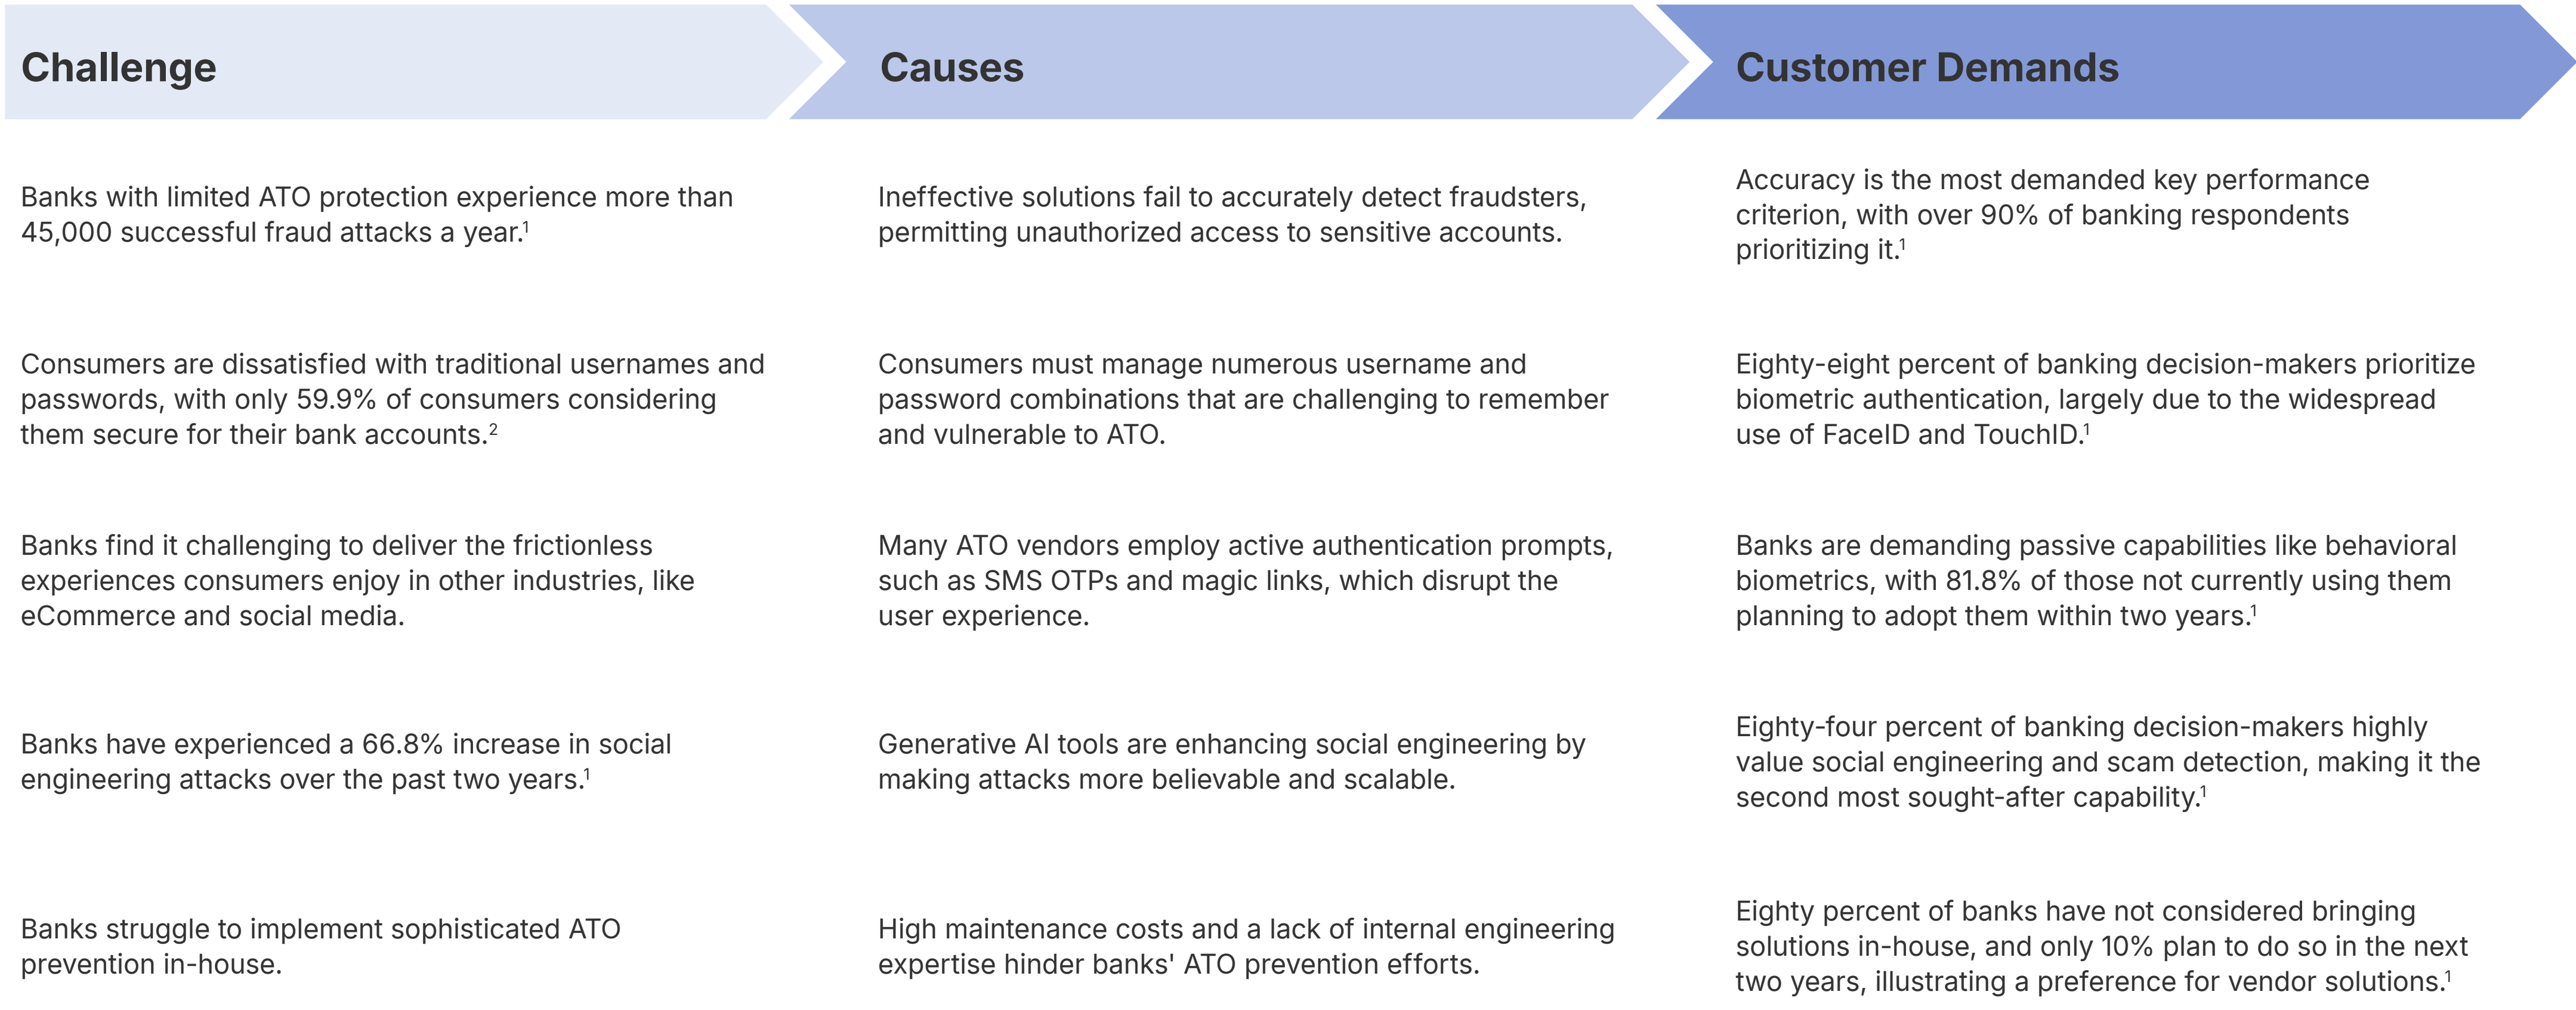 Challenge
Causes
Customer Demands
Banks with limited ATO protection experience more than
45,000 successful fraud attacks a year.¹
Ineffective solutions fail to accurately detect fraudsters,
permitting unauthorized access to sensitive accounts.
Accuracy is the most demanded key performance
criterion, with over 90% of banking respondents
prioritizing it.¹
Consumers are dissatisfied with traditional usernames and
passwords, with only 59.9% of consumers considering
them secure for their bank accounts.²
Consumers must manage numerous username and
password combinations that are challenging to remember
and vulnerable to ATO.
Eighty-eight percent of banking decision-makers prioritize
biometric authentication, largely due to the widespread
use of FaceID and TouchID.¹
Banks find it challenging to deliver the frictionless
experiences consumers enjoy in other industries, like
eCommerce and social media.
Many ATO vendors employ active authentication prompts,
such as SMS OTPs and magic links, which disrupt the
user experience.
Banks are demanding passive capabilities like behavioral
biometrics, with 81.8% of those not currently using them
planning to adopt them within two years.¹
Banks have experienced a 66.8% increase in social
engineering attacks over the past two years.¹
Generative AI tools are enhancing social engineering by
making attacks more believable and scalable.
Eighty-four percent of banking decision-makers highly
value social engineering and scam detection, making it the
second most sought-after capability.¹
Banks struggle to implement sophisticated ATO
prevention in-house.
High maintenance costs and a lack of internal engineering
expertise hinder banks' ATO prevention efforts.
Eighty percent of banks have not considered bringing
solutions in-house, and only 10% plan to do so in the next
two years, illustrating a preference for vendor solutions.¹